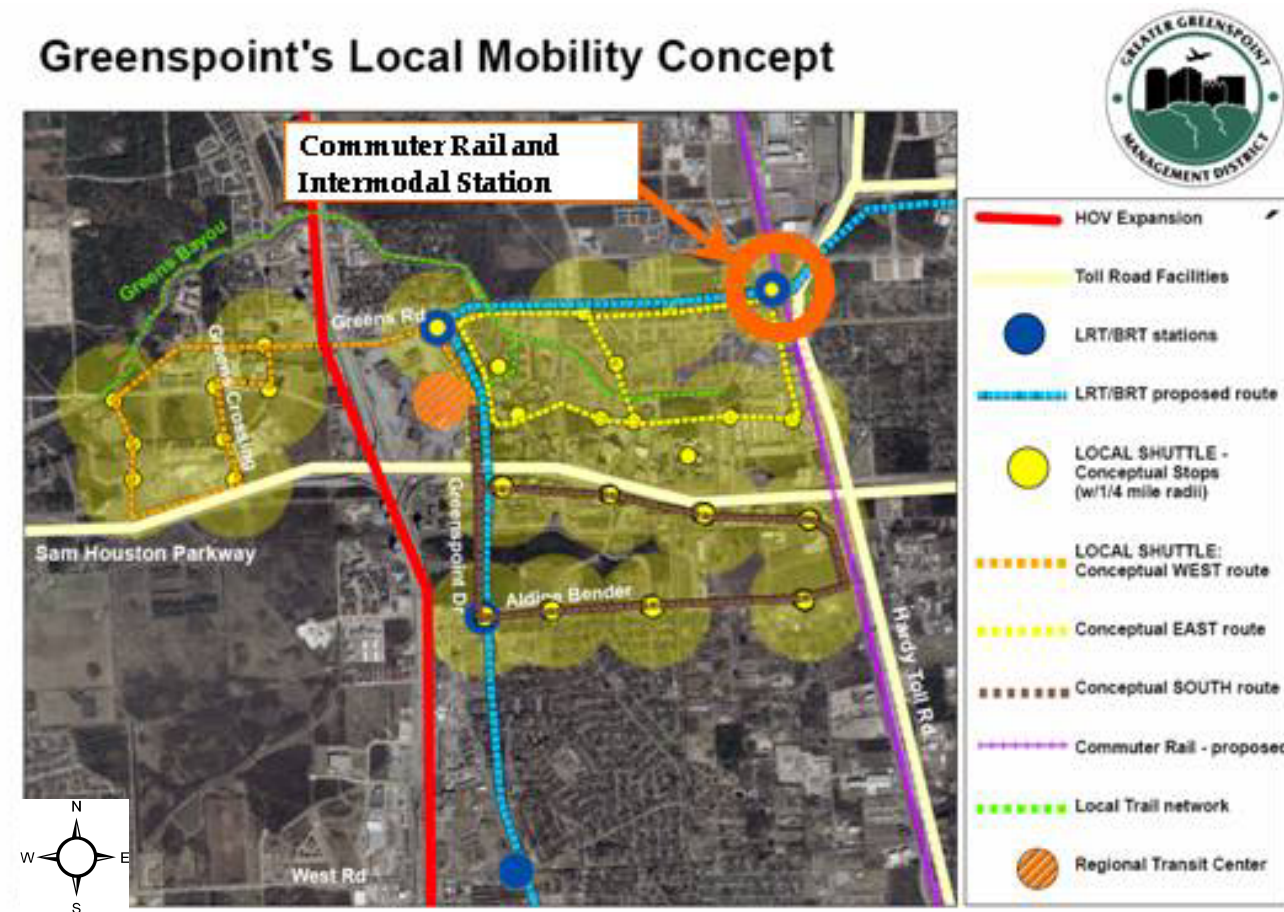 Greenspoint's Local Mobility Concept
GREATER GREENSPOINT
MANAGEMENT DISTRICT
Commuter Rail and
Intermodal Station
Greens Bayou
Greens Rd
Greens Crossing
Sam Houston Parkway
Greenspoint Dr
Aldine Bender
Hardy Toll Rd
West Rd
N
W
E
S
HOV Expansion
Toll Road Facilities
LRT/BRT stations
LRT/BRT proposed route
LOCAL SHUTTLE -
Conceptual Stops
(w/1/4 mile radii)
LOCAL SHUTTLE:
Conceptual WEST route
Conceptual EAST route
Conceptual SOUTH route
Commuter Rail - proposed
Local Trail network
Regional Transit Center